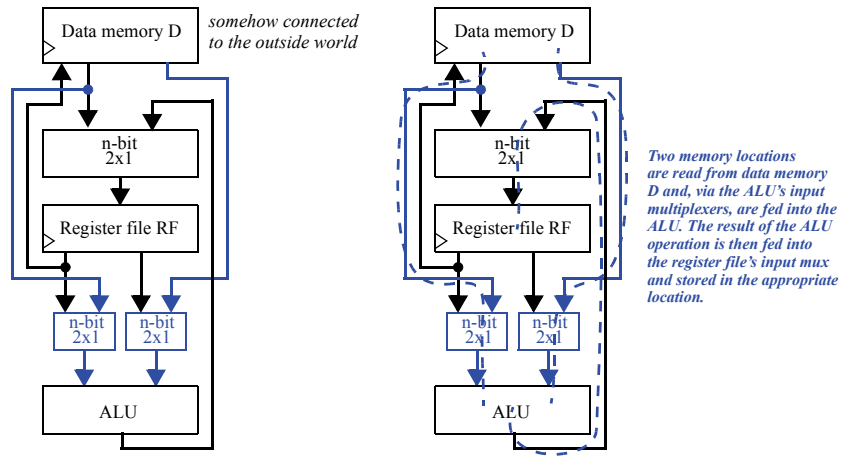 Data memory D
somehow connected
to the outside world
n-bit
2x1
Register file RF
n-bit
2x1
n-bit
2x1
ALU
Data memory D
n-bit
2x1
Register file RF
n-bit
2x1
n-bit
2x1
ALU
Two memory locations
are read from data memory
D and, via the ALU's input
multiplexers, are fed into the
ALU. The result of the ALU
operation is then fed into
the register file's input mux
and stored in the appropriate
location.